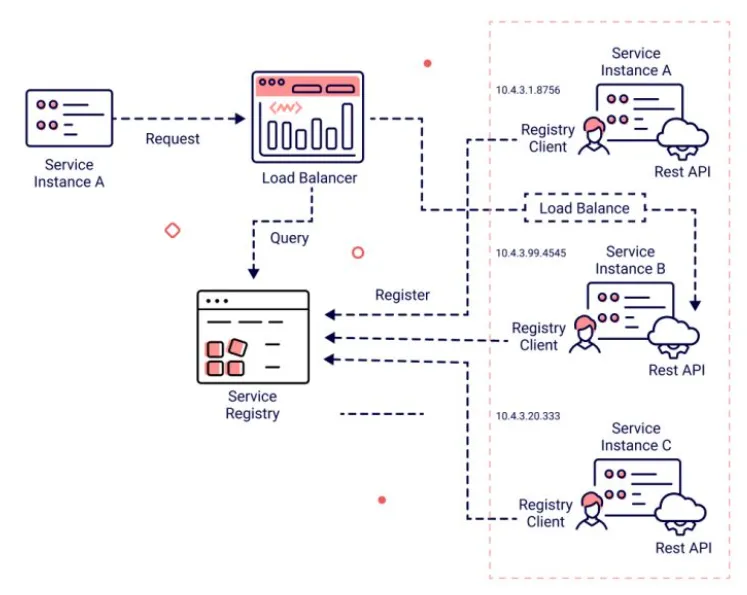 Service
Instance A
Request
Load Balancer
Query
Service
Registry
Register
10.4.3.1.8756
Service
Instance A
Registry
Client
Rest API
Load Balance
10.4.3.99.4545
Service
Instance B
Registry
Client
Rest API
10.4.3.20.333
Service
Instance C
Registry
Client
Rest API